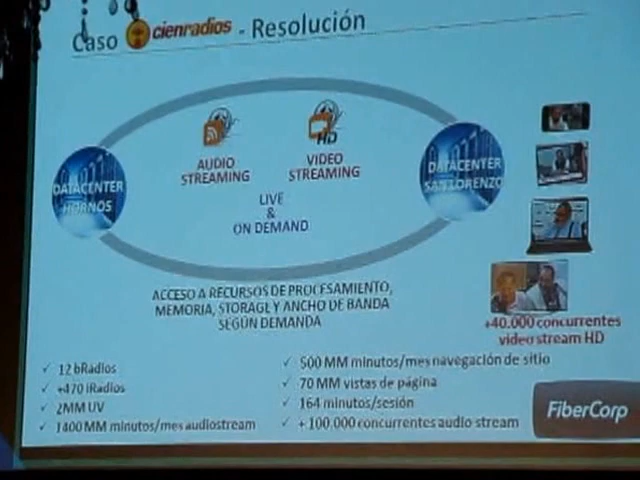 Caso cienradios - Resolución
AUDIO
STREAMING
VIDEO
STREAMING
HD
DATACENTER
HORNOS
DATACENTER
SAN LORENZO
LIVE
&
ON DEMAND
ACCESO A RECURSOS DE PROCESAMIENTO,
MEMORIA, STORAGE Y ANCHO DE BANDA
SEGÚN DEMANDA
+40.000 concurrentes
video stream HD
✓ 12 bRadios
✓ +470 iRadios
✓ 2MM UV
✓ 1400 MM minutos/mes audiostream
✓ 500 MM minutos/mes navegación de sitio
✓ 70 MM vistas de página
✓ 164 minutos/sesión
✓ + 100.000 concurrentes audio stream
FiberCorp